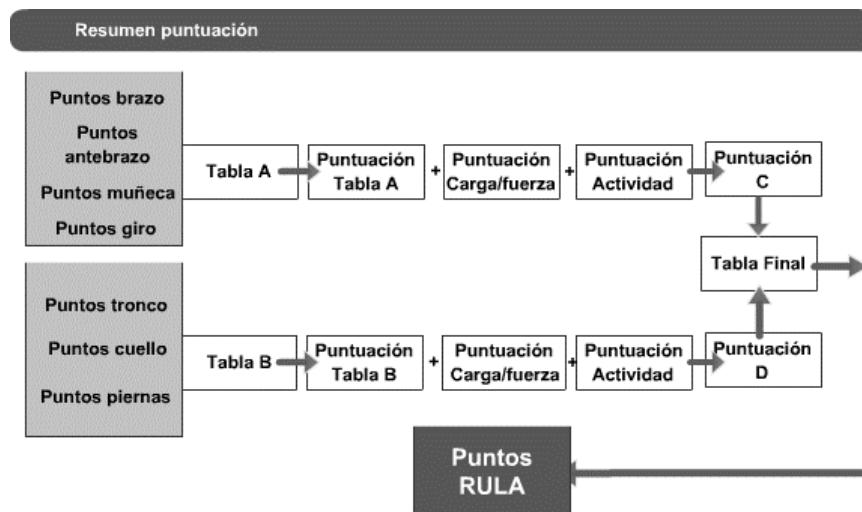 Resumen puntuación
Puntos brazo
Puntos
antebrazo
Puntos muñeca
Puntos giro
Tabla A
Puntuación
Tabla A
+
Puntuación
Carga/fuerza
+
Puntuación
Actividad
Puntuación
C
Tabla Final
Puntos tronco
Puntos cuello
Puntos piernas
Tabla B
Puntuación
Tabla B
+
Puntuación
Carga/fuerza
+
Puntuación
Actividad
Puntuación
D
Puntos
RULA